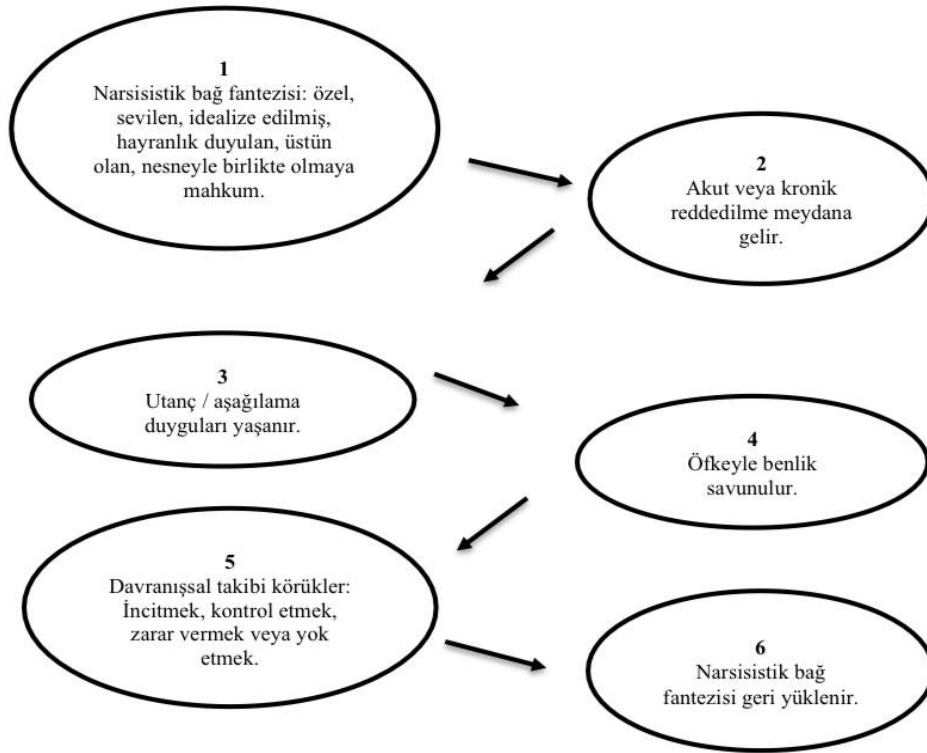 1
Narsisistik bağ fantezisi: özel,
sevilen, idealize edilmiş,
hayranlık duyulan, üstün
olan, nesneyle birlikte olmaya
mahkum.
2
Akut veya kronik
reddedilme meydana
gelir.
3
Utanç / aşağılama
duyguları yaşanır.
4
Öfkeyle benlik
savunulur.
5
Davranışsal takibi körükler:
İncitmek, kontrol etmek,
zarar vermek veya yok
etmek.
6
Narsisistik bağ
fantezisi geri yüklenir.